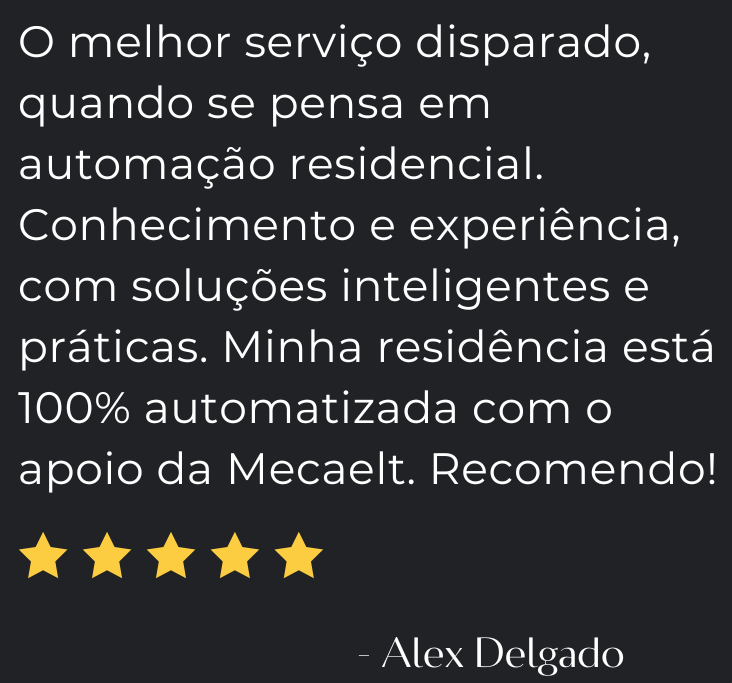 O melhor serviço disparado,
quando se pensa em
automação residencial.
Conhecimento e experiência,
com soluções inteligentes e
práticas. Minha residência está
100% automatizada com o
apoio da Mecaelt. Recomendo!
- Alex Delgado